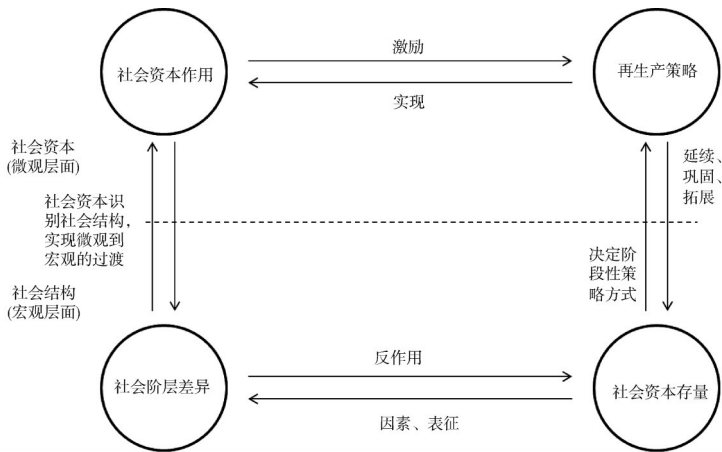 激励
社会资本作用
再生产策略
实现
社会资本
(微观层面)
延续、
巩固、
拓展
社会资本识
别社会结构，
实现微观到
宏观的过渡
决定阶
段性策
略方式
社会结构
(宏观层面)
反作用
社会阶层差异
社会资本存量
因素、表征